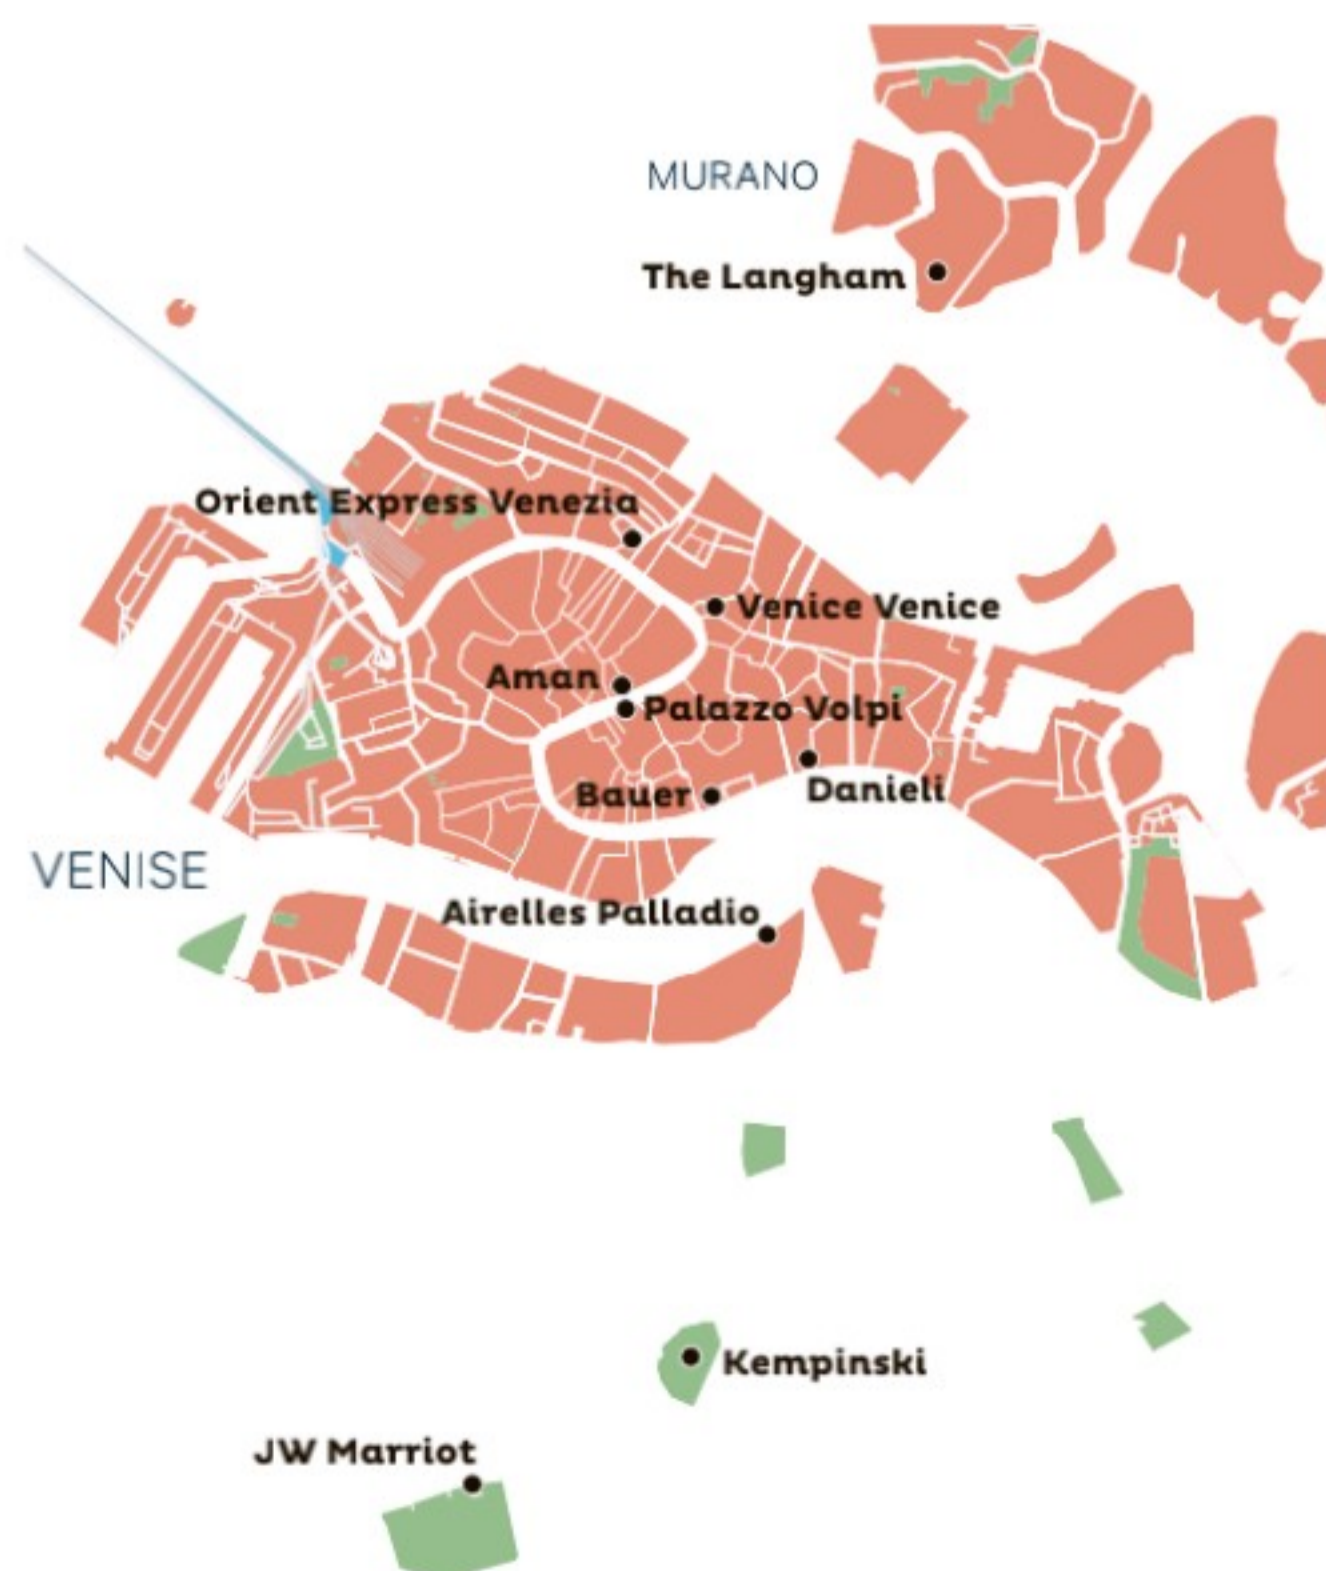 MURANO
The Langham
Orient Express Venezia
Venice Venice
Aman
Palazzo Volpi
Danieli
Bauer
VENISE
Airelles Palladio
Kempinski
JW Marriot